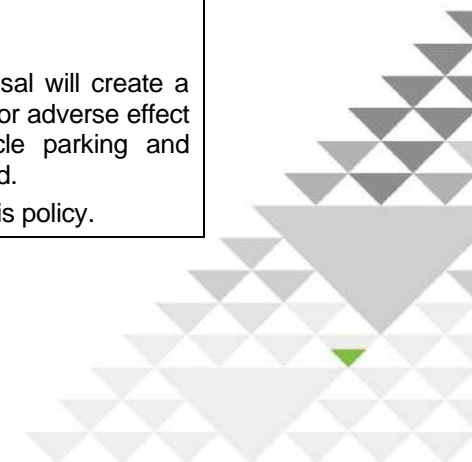 sal will create a
or adverse effect
cle parking and
d.
is policy.